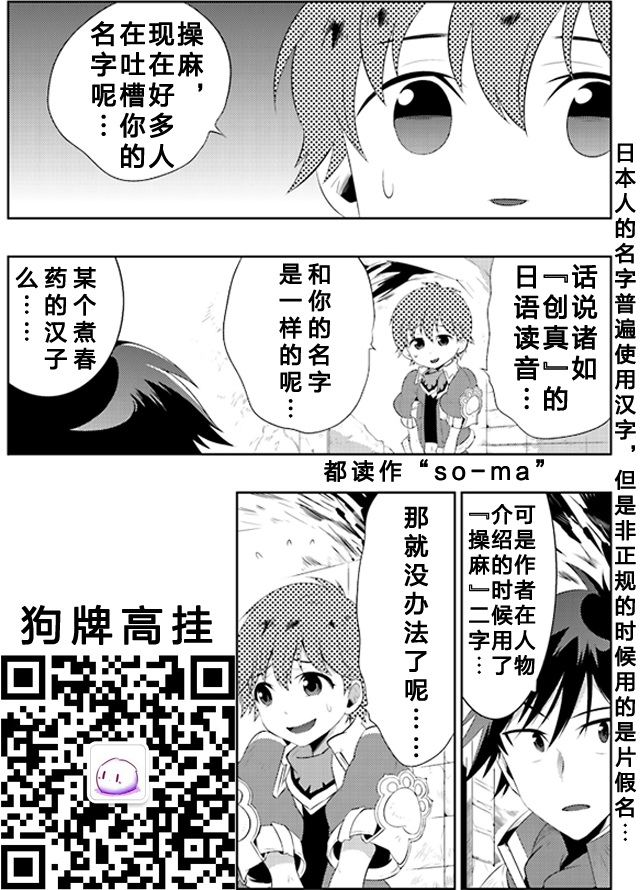 操麻，
现在好多人
在吐槽你的
名字呢…
话说诸如
『创真』的
日语读音…
和你的名字
是一样的呢…
某个煮春
药的汉子
么……
都读作“so-ma”
可是作者在人物
介绍的时候用了
『操麻』二字…
那就没办法了呢……
日本人的名字普遍使用汉字，但是非正规的时候用的是片假名…
狗牌高挂